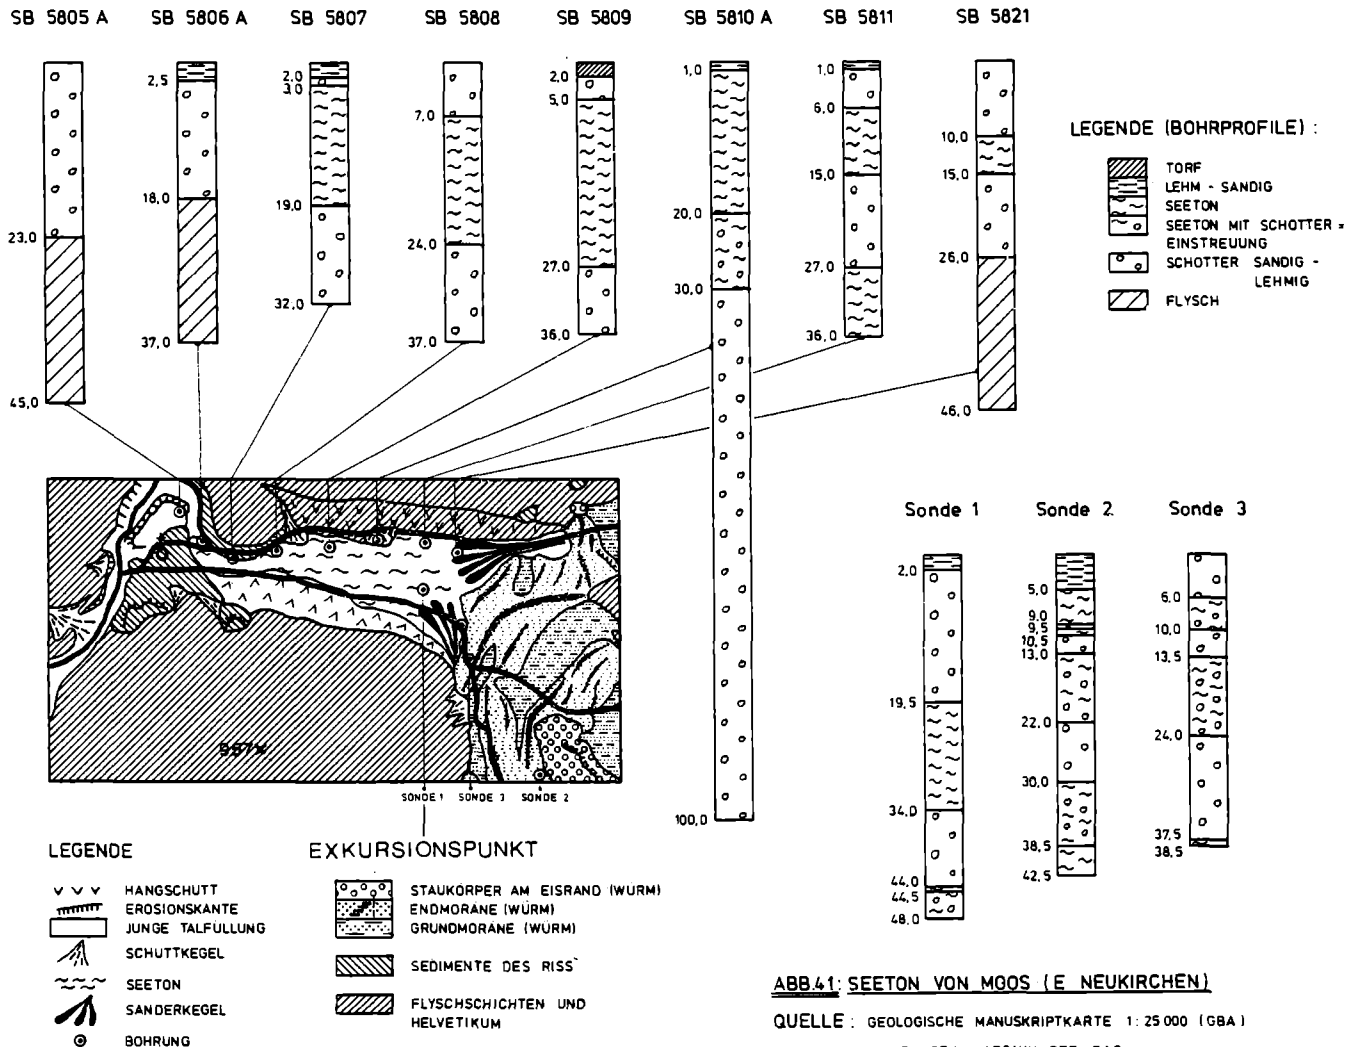 SB 5805 A SB 5806 A SB 5807 SB 5808 SB 5809 SB 5810 A SB 5811 SB 5821
23,0
45,0
2,5
18,0
37,0
2,0
3,0
19,0
32,0
7,0
24,0
37,0
2,0
5,0
27,0
36,0
1,0
20,0
30,0
100,0
1,0
6,0
15,0
27,0
36,0
10,0
15,0
26,0
46,0
LEGENDE (BOHRPROFILE) :
TORF
LEHM - SANDIG
SEETON
SEETON MIT SCHOTTER =
EINSTREUUNG
SCHOTTER SANDIG -
LEHMIG
FLYSCH
SONDE 1 SONDE 3 SONDE 2
Sonde 1 Sonde 2 Sonde 3
2,0
19,5
34,0
44,0
44,5
48,0
5,0
9,0
9,5
10,5
13,0
22,0
30,0
38,5
42,5
6,0
10,0
13,5
24,0
37,5
38,5
LEGENDE
HANGSCHUTT
EROSIONSKANTE
JUNGE TALFÜLLUNG
SCHUTTKEGEL
SEETON
SANDERKEGEL
BOHRUNG
EXKURSIONSPUNKT
STAUKÖRPER AM EISRAND (WÜRM)
ENDMORÄNE (WÜRM)
GRUNDMORÄNE (WÜRM)
SEDIMENTE DES RISS
FLYSCHSCHICHTEN UND
HELVETIKUM
ABB.41: SEETON VON MOOS (E NEUKIRCHEN)
QUELLE : GEOLOGISCHE MANUSKRIPTKARTE 1:25 000 (GBA)